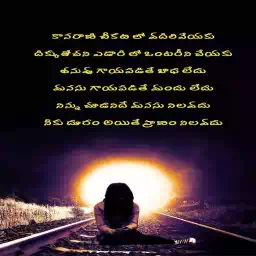 కానరాణి చీకటి లో వదిలివేయకు
దిక్కుతోచని ఎడారి లో ఒంటరిని చేయకు
తనువు గాయపడితే బాధ లేదు
మనసు గాయపడితే మందు లేదు
నిన్ను చూడనిదే మనసు నిలవదు
నీకు దూరం అయితే ప్రాణం నిలవదు